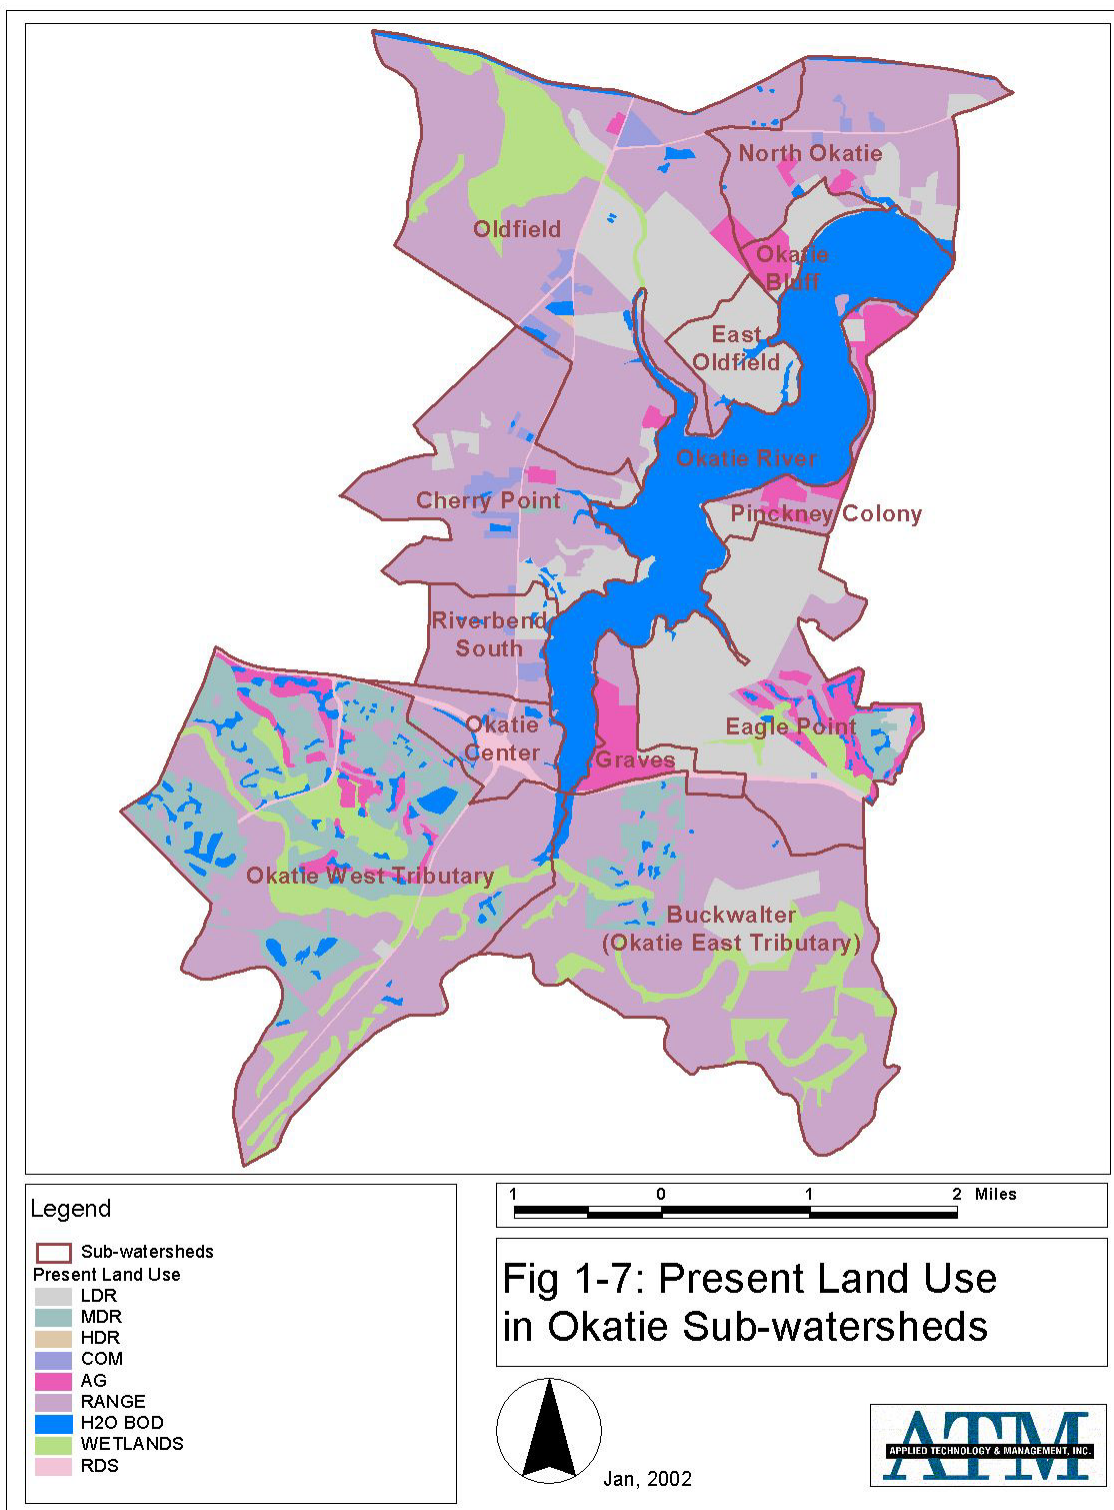 North Okatie
Oldfield
Okatie
Bluff
East
Oldfield
Okatie River
Cherry Point
Pinckney Colony
Riverbend
South
Okatie
Center
Eagle Point
Graves
Okatie West Tributary
Buckwalter
(Okatie East Tributary)
Legend
Sub-watersheds
Present Land Use
LDR
MDR
HDR
COM
AG
RANGE
H2O BOD
WETLANDS
RDS
1 0 1 2 Miles
Fig 1-7: Present Land Use
in Okatie Sub-watersheds
Jan, 2002
ATM
APPLIED TECHNOLOGY & MANAGEMENT, INC.